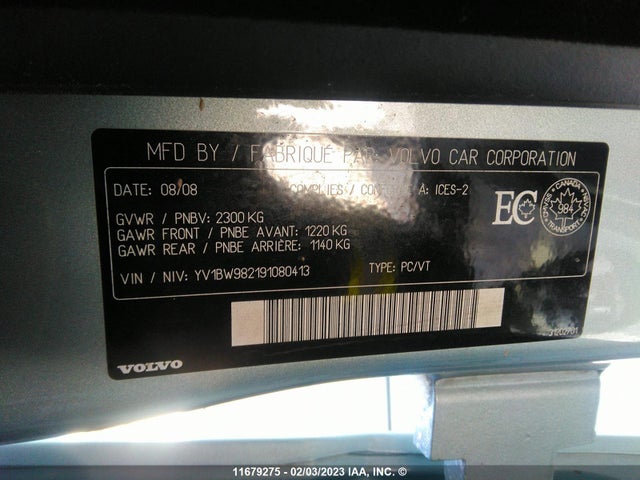 MFD BY / FABRIQUÉ PAR: VOLVO CAR CORPORATION
DATE: 08/08
COMPLIES / A: ICES-2
EC
CANADA
TRANSPORT
984
GVWR / PNBV: 2300 KG
GAWR FRONT / PNBE AVANT: 1220 KG
GAWR REAR / PNBE ARRIÈRE: 1140 KG
VIN / NIV: YV1BW982191080413 TYPE: PC/VT
VOLVO
11679275 - 02/03/2023 IAA, INC. ©